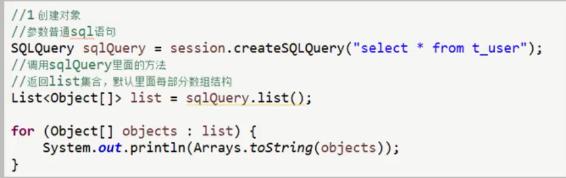 //1 创建对象
//参数普通sql语句
SQLQuery sqlQuery = session.createSQLQuery("select * from t_user");
//调用sqlQuery里面的方法
//返回list集合，默认里面每部分数组结构
List<Object[]> list = sqlQuery.list();
for (Object[] objects : list) {
System.out.println(Arrays.toString(objects));
}